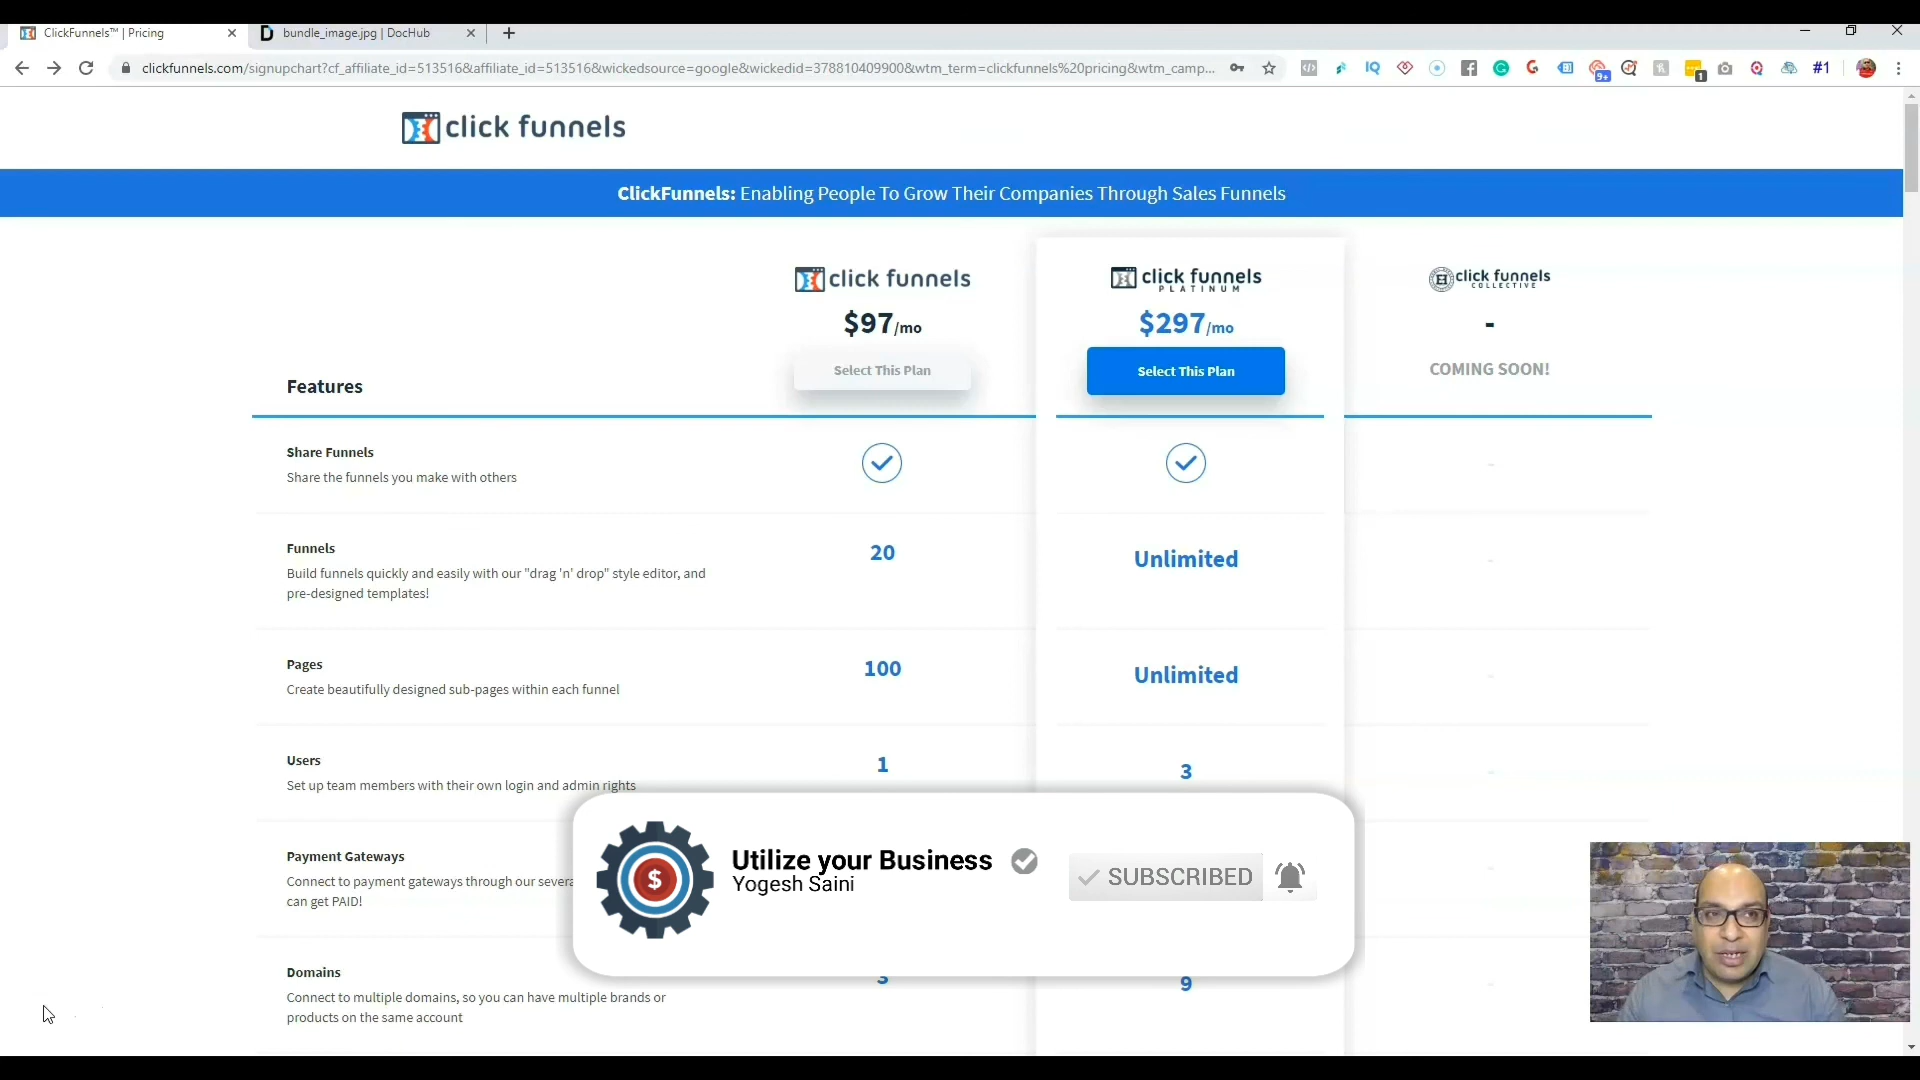 ClickFunnels™ | Pricing
bundle_image.jpg | DocHub
clickfunnels.com/signupchart?cf_affiliate_id=513516&affiliate_id=513516&wickedsource=google&wickedid=378810409900&wtm_term=clickfunnels%20pricing&wtm_camp...
IQ
9+
1
#1
click funnels
ClickFunnels: Enabling People To Grow Their Companies Through Sales Funnels
click funnels
click funnels
PLATINUM
click funnels
COLLECTIVE
$97/mo
$297/mo
-
Select This Plan
Select This Plan
COMING SOON!
Features
Share Funnels
Share the funnels you make with others
-
Funnels
20
Unlimited
-
Build funnels quickly and easily with our "drag 'n' drop" style editor, and
pre-designed templates!
Pages
100
Unlimited
-
Create beautifully designed sub-pages within each funnel
Users
1
3
-
Set up team members with their own login and admin rights
Payment Gateways
Connect to payment gateways through our severa
can get PAID!
-
$
Utilize your Business
Yogesh Saini
SUBSCRIBED
Domains
3
9
-
Connect to multiple domains, so you can have multiple brands or
products on the same account